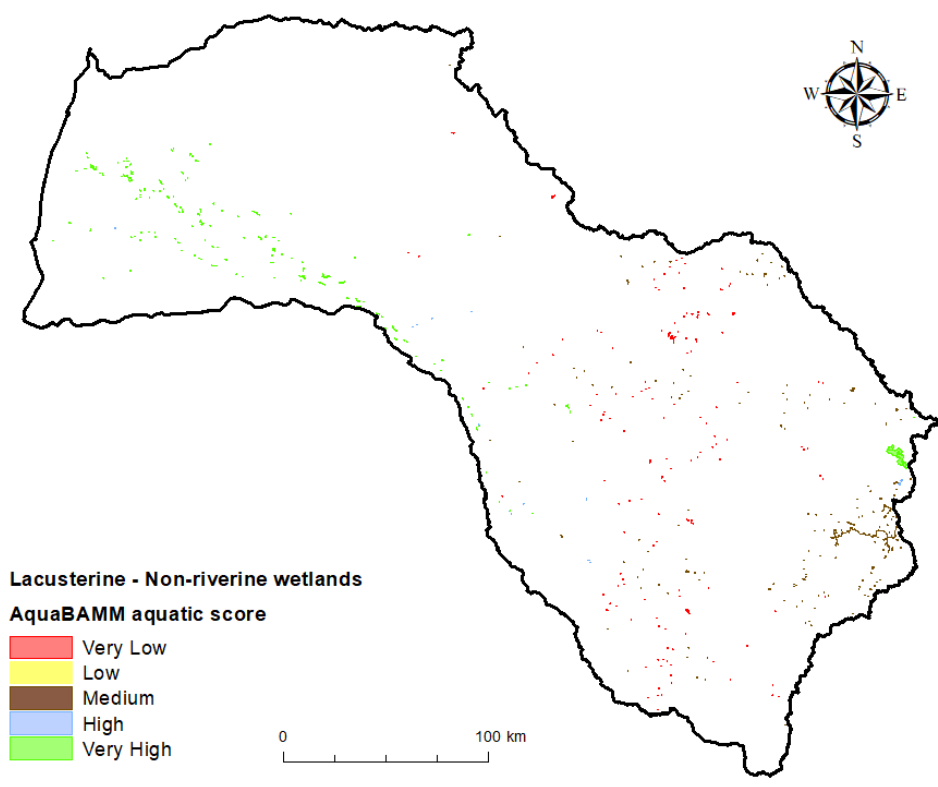 N
W E
S
Lacusterine - Non-riverine wetlands
AquaBAMM aquatic score
Very Low
Low
Medium
High
Very High
0 100 km